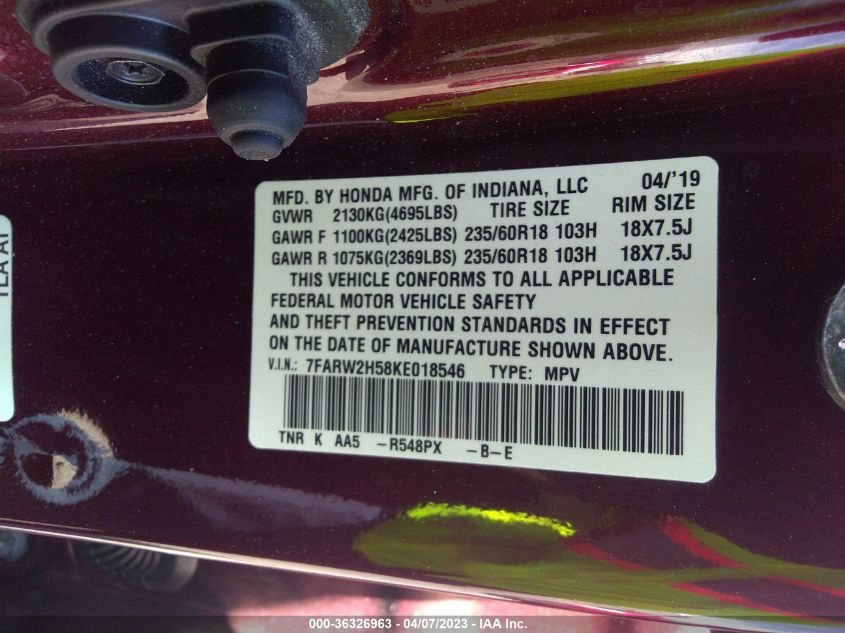 MFD. BY HONDA MFG. OF INDIANA, LLC 04/'19
GVWR 2130KG(4695LBS) TIRE SIZE RIM SIZE
GAWR F 1100KG(2425LBS) 235/60R18 103H 18X7.5J
GAWR R 1075KG(2369LBS) 235/60R18 103H 18X7.5J
THIS VEHICLE CONFORMS TO ALL APPLICABLE
FEDERAL MOTOR VEHICLE SAFETY
AND THEFT PREVENTION STANDARDS IN EFFECT
ON THE DATE OF MANUFACTURE SHOWN ABOVE.
V.I.N.: 7FARW2H58KE018546 TYPE: MPV
TNR K AA5 -R548PX -B-E
000-36326963 - 04/07/2023 - IAA Inc.